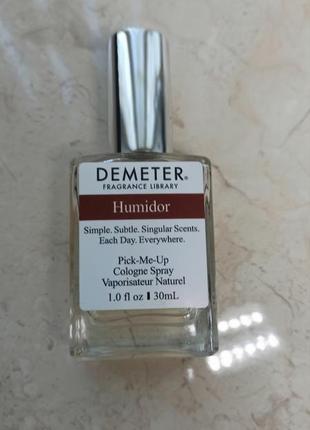 DEMETER®
FRAGRANCE LIBRARY
Humidor
Simple. Subtle. Singular Scents.
Each Day. Everywhere.
Pick-Me-Up
Cologne Spray
Vaporisateur Naturel
1.0 fl oz | 30mL